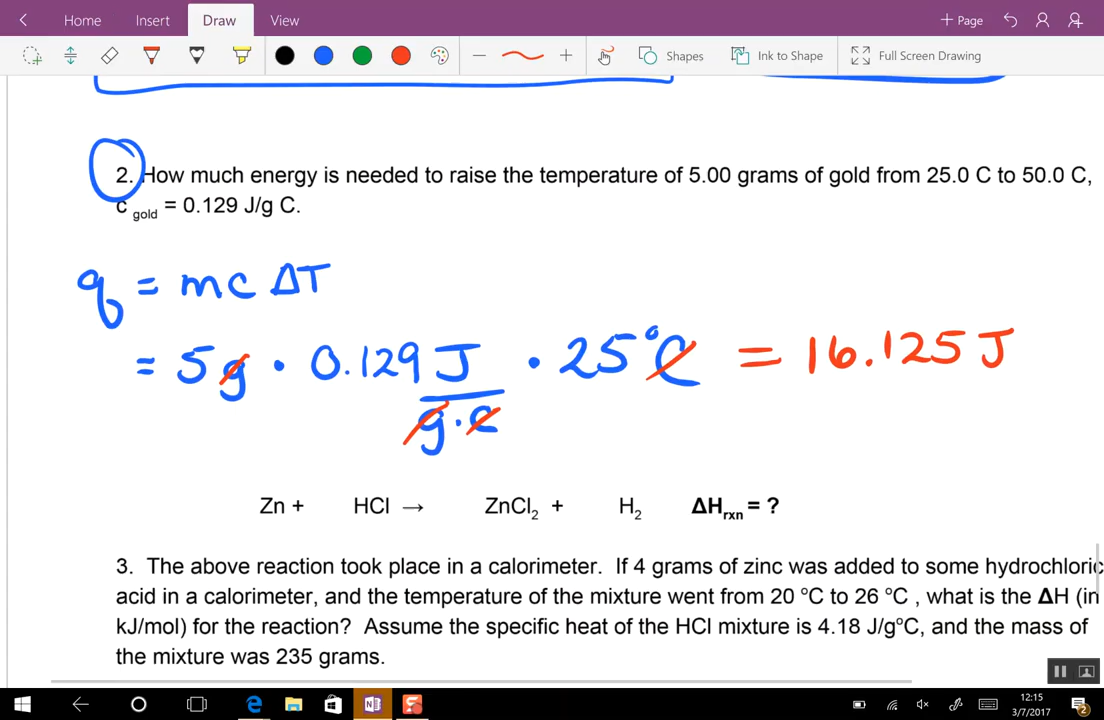 Home Insert Draw View + Page
Shapes Ink to Shape Full Screen Drawing
2. How much energy is needed to raise the temperature of 5.00 grams of gold from 25.0 C to 50.0 C,
c gold = 0.129 J/g C.
q = mc ΔT
= 5g · 0.129 J/g·c · 25°C = 16.125 J
Zn + HCl → ZnCl₂ + H₂ ΔHrxn = ?
3. The above reaction took place in a calorimeter. If 4 grams of zinc was added to some hydrochloric
acid in a calorimeter, and the temperature of the mixture went from 20 °C to 26 °C , what is the ΔH (in
kJ/mol) for the reaction? Assume the specific heat of the HCl mixture is 4.18 J/g°C, and the mass of
the mixture was 235 grams.
12:15
3/7/2017
2